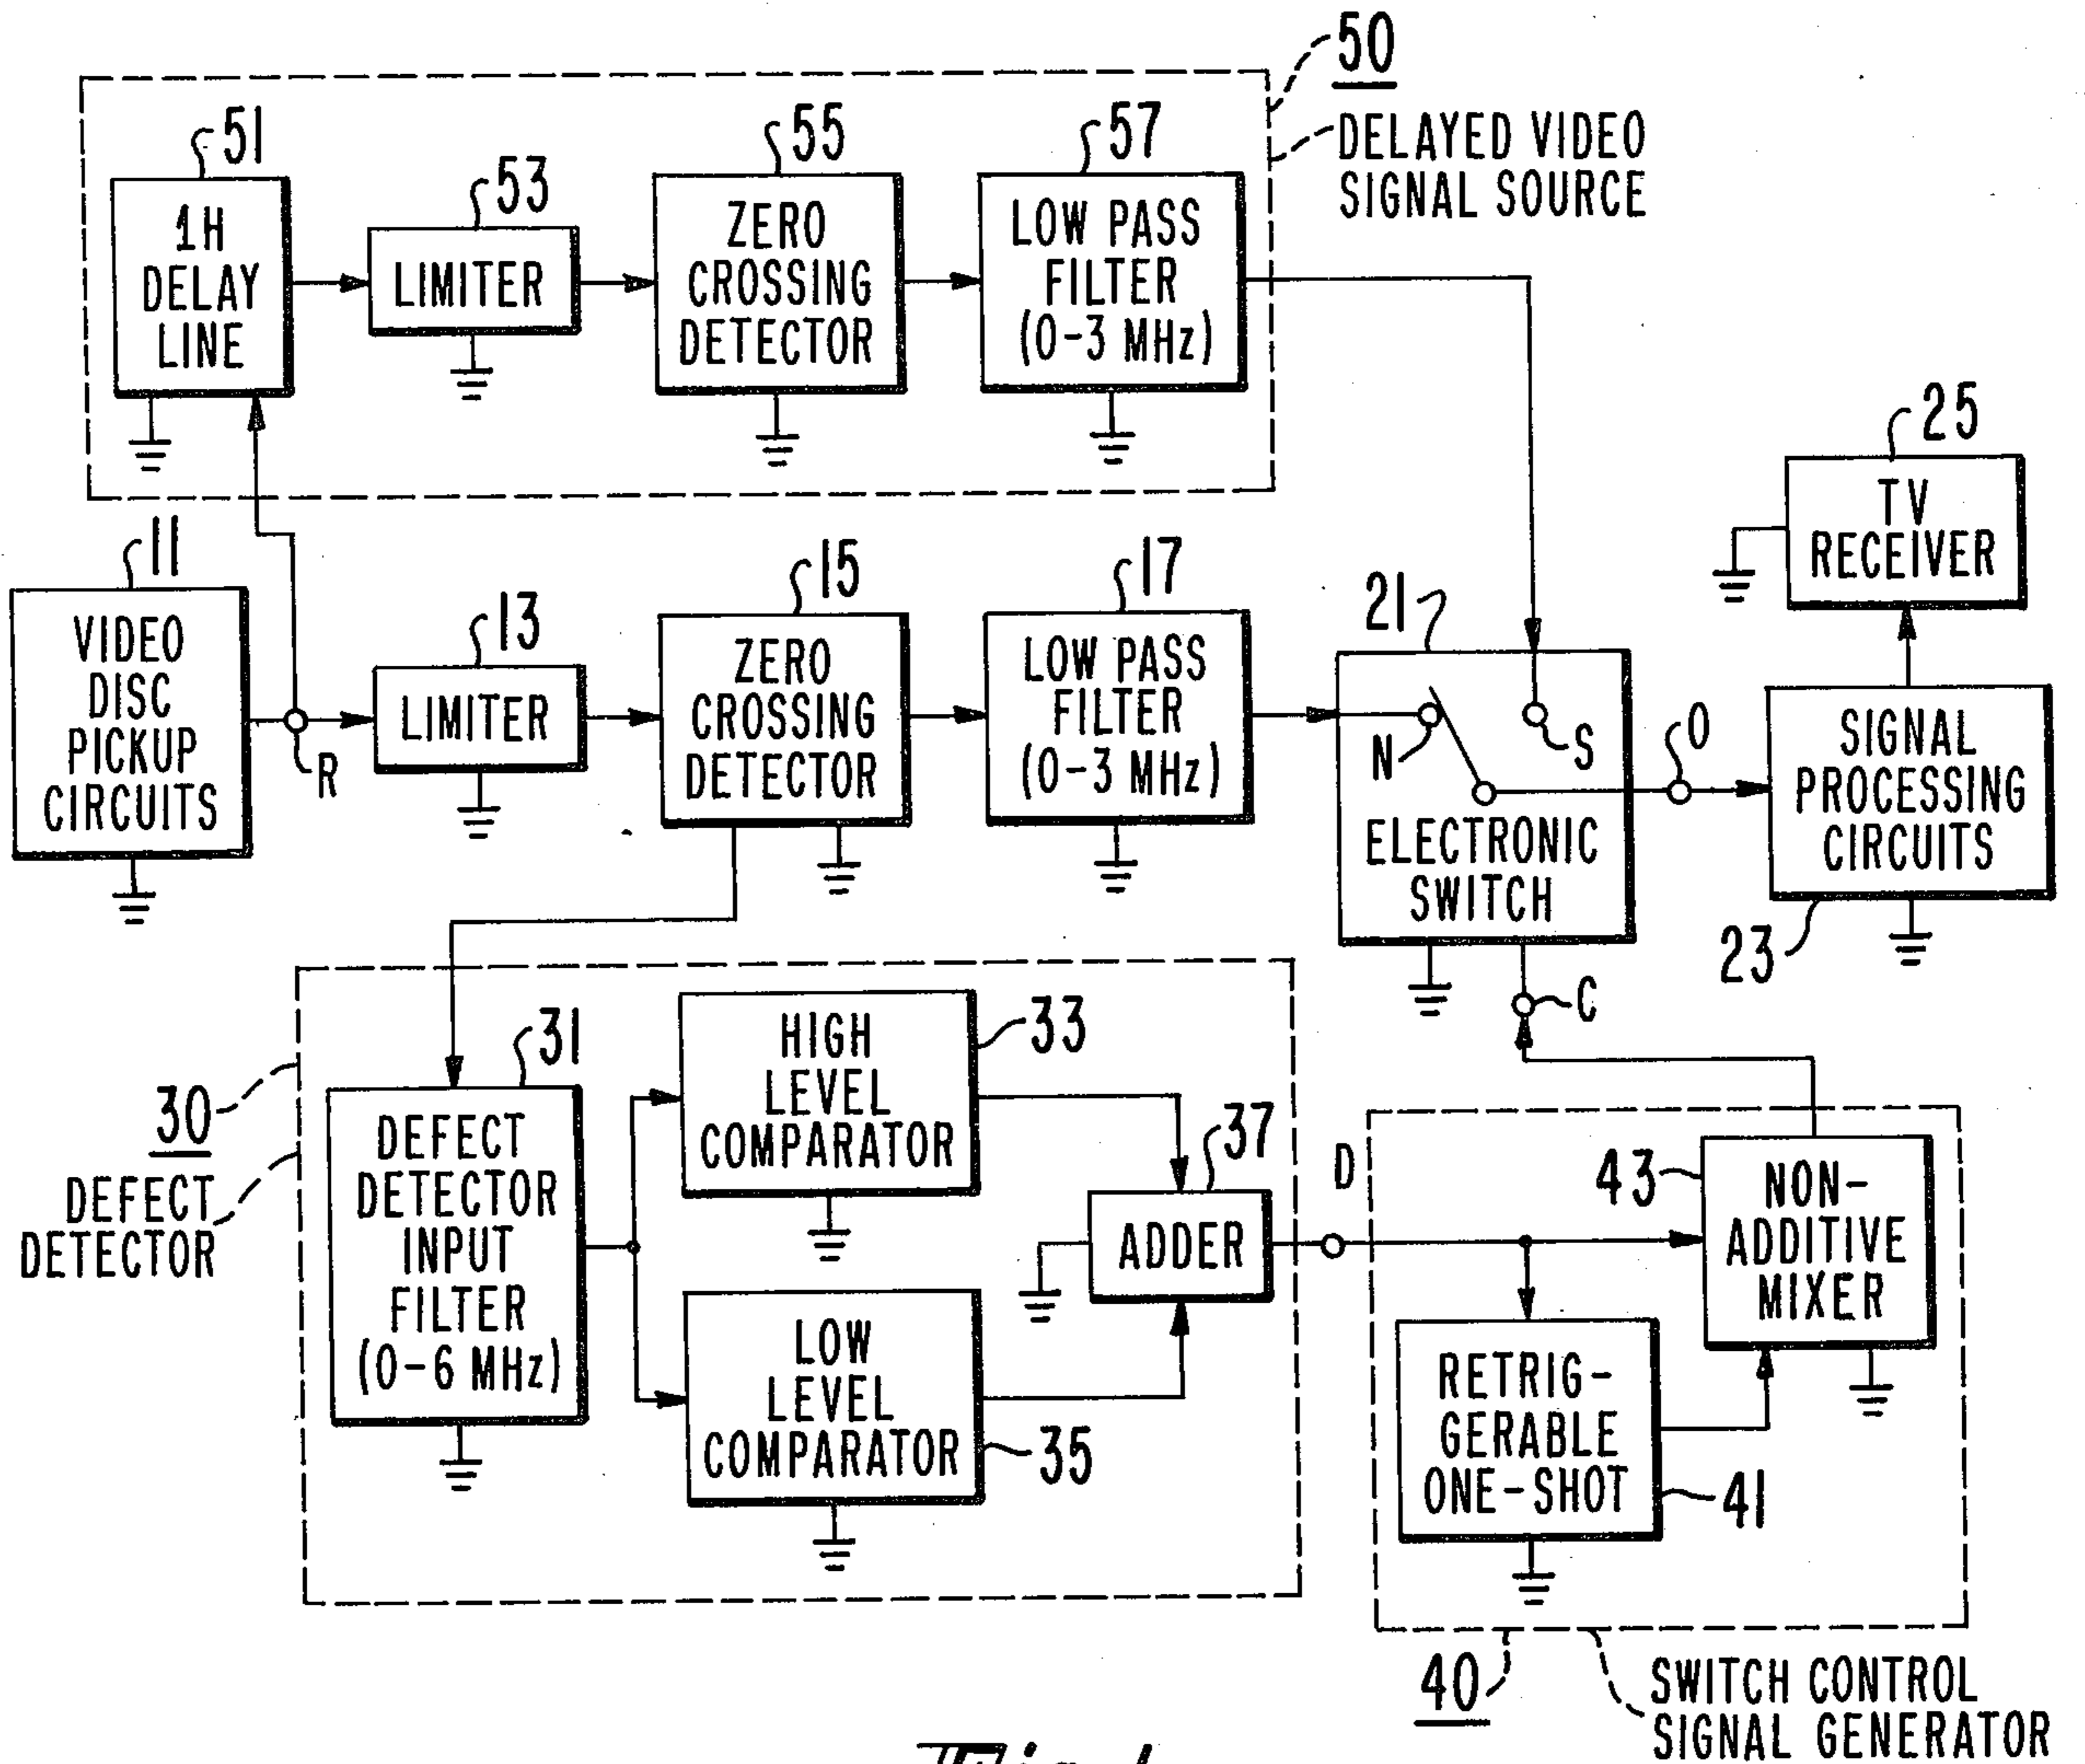 50
DELAYED VIDEO
SIGNAL SOURCE
51
1H
DELAY
LINE
53
LIMITER
55
ZERO
CROSSING
DETECTOR
57
LOW PASS
FILTER
(0-3 MHz)
11
VIDEO
DISC
PICKUP
CIRCUITS
R
13
LIMITER
15
ZERO
CROSSING
DETECTOR
17
LOW PASS
FILTER
(0-3 MHz)
21
N
S
ELECTRONIC
SWITCH
O
C
25
TV
RECEIVER
SIGNAL
PROCESSING
CIRCUITS
23
30
DEFECT
DETECTOR
31
DEFECT
DETECTOR
INPUT
FILTER
(0-6 MHz)
33
HIGH
LEVEL
COMPARATOR
LOW
LEVEL
COMPARATOR
35
37
ADDER
D
43
NON-
ADDITIVE
MIXER
RETRIG-
GERABLE
ONE-SHOT
41
40
SWITCH CONTROL
SIGNAL GENERATOR